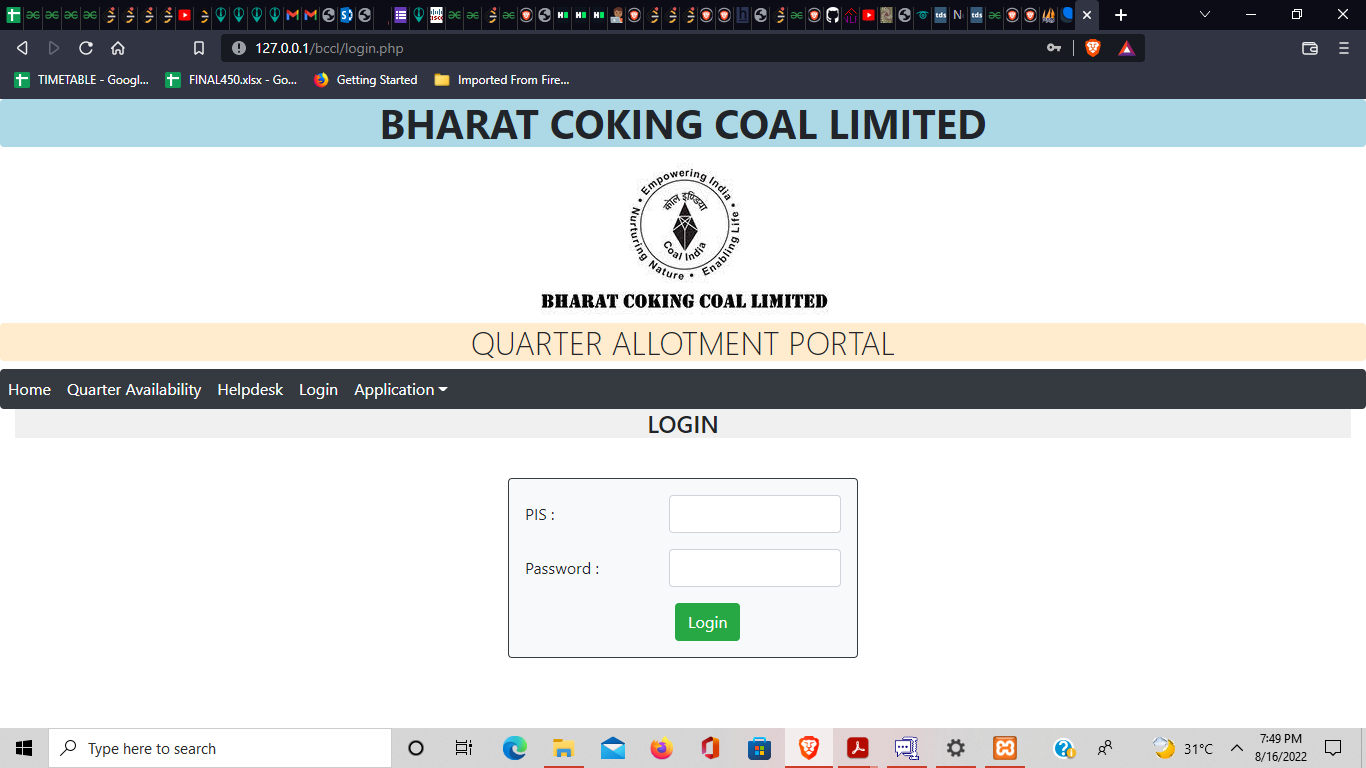 127.0.0.1/bccl/login.php
TIMETABLE - Googl...
FINAL450.xlsx - Go...
Getting Started
Imported From Fire...
BHARAT COKING COAL LIMITED
Empowering India • Enabling Life • Nurturing Nature •
कोल इण्डिया
Coal India
BHARAT COKING COAL LIMITED
QUARTER ALLOTMENT PORTAL
Home Quarter Availability Helpdesk Login Application
LOGIN
PIS :
Password :
Login
Type here to search
31°C
7:49 PM
8/16/2022